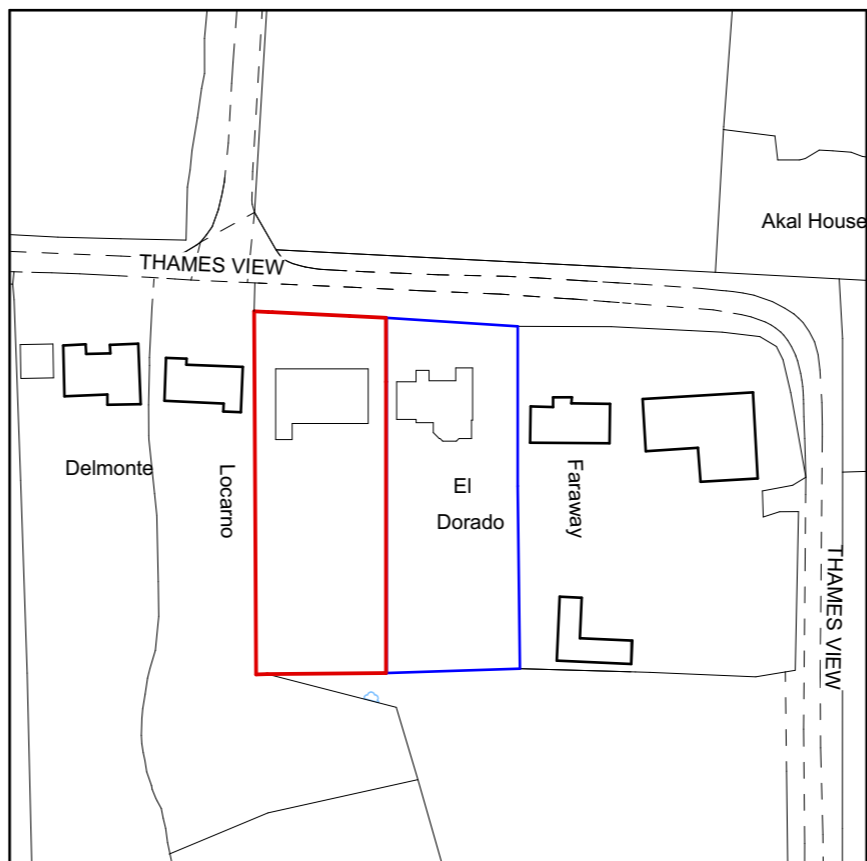 Akal House
THAMES VIEW
Delmonte
Locarno
El
Dorado
Faraway
THAMES VIEW